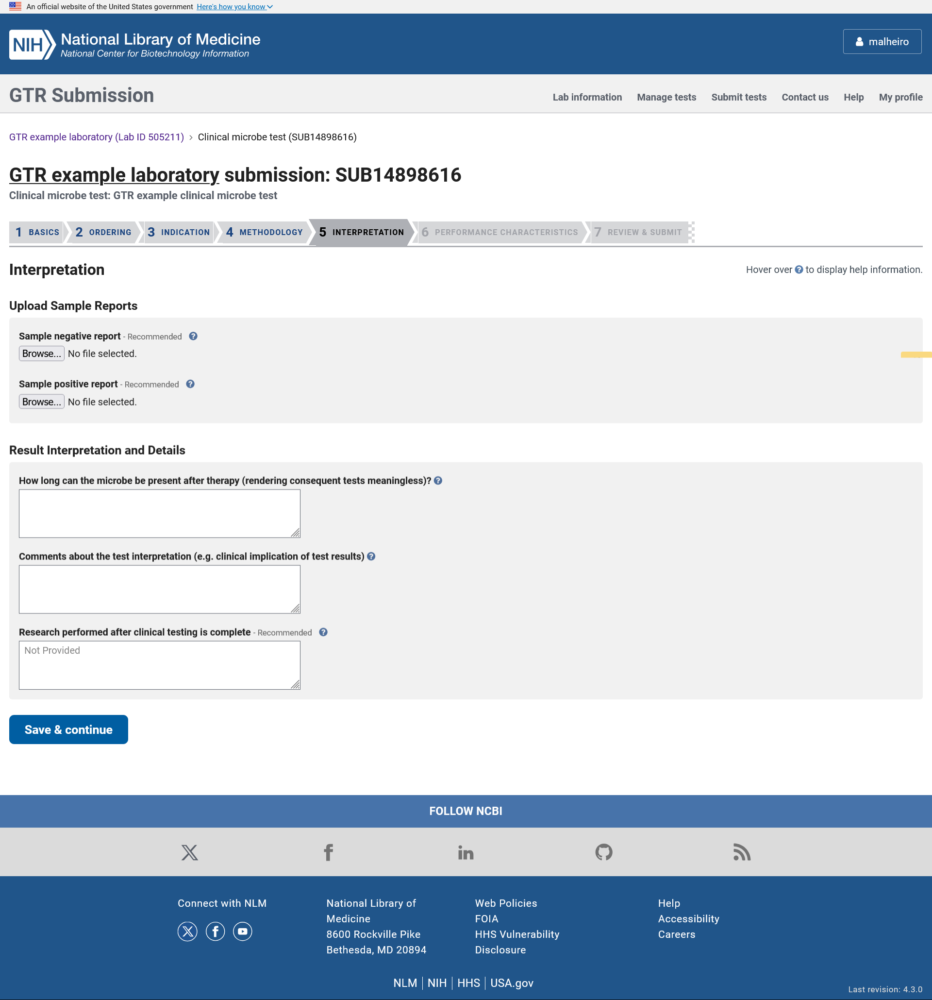 An official website of the United States government Here's how you know
NIH National Library of Medicine
National Center for Biotechnology Information
malheiro
GTR Submission
Lab information Manage tests Submit tests Contact us Help My profile
GTR example laboratory (Lab ID 505211) › Clinical microbe test (SUB14898616)
GTR example laboratory submission: SUB14898616
Clinical microbe test: GTR example clinical microbe test
1 BASICS 2 ORDERING 3 INDICATION 4 METHODOLOGY 5 INTERPRETATION 6 PERFORMANCE CHARACTERISTICS 7 REVIEW & SUBMIT
Interpretation
Hover over ? to display help information.
Upload Sample Reports
Sample negative report - Recommended ?
Browse... No file selected.
Sample positive report - Recommended ?
Browse... No file selected.
Result Interpretation and Details
How long can the microbe be present after therapy (rendering consequent tests meaningless)? ?
Comments about the test interpretation (e.g. clinical implication of test results) ?
Research performed after clinical testing is complete - Recommended ?
Not Provided
Save & continue
FOLLOW NCBI
Connect with NLM
National Library of
Medicine
8600 Rockville Pike
Bethesda, MD 20894
Web Policies
FOIA
HHS Vulnerability
Disclosure
Help
Accessibility
Careers
NLM | NIH | HHS | USA.gov
Last revision: 4.3.0